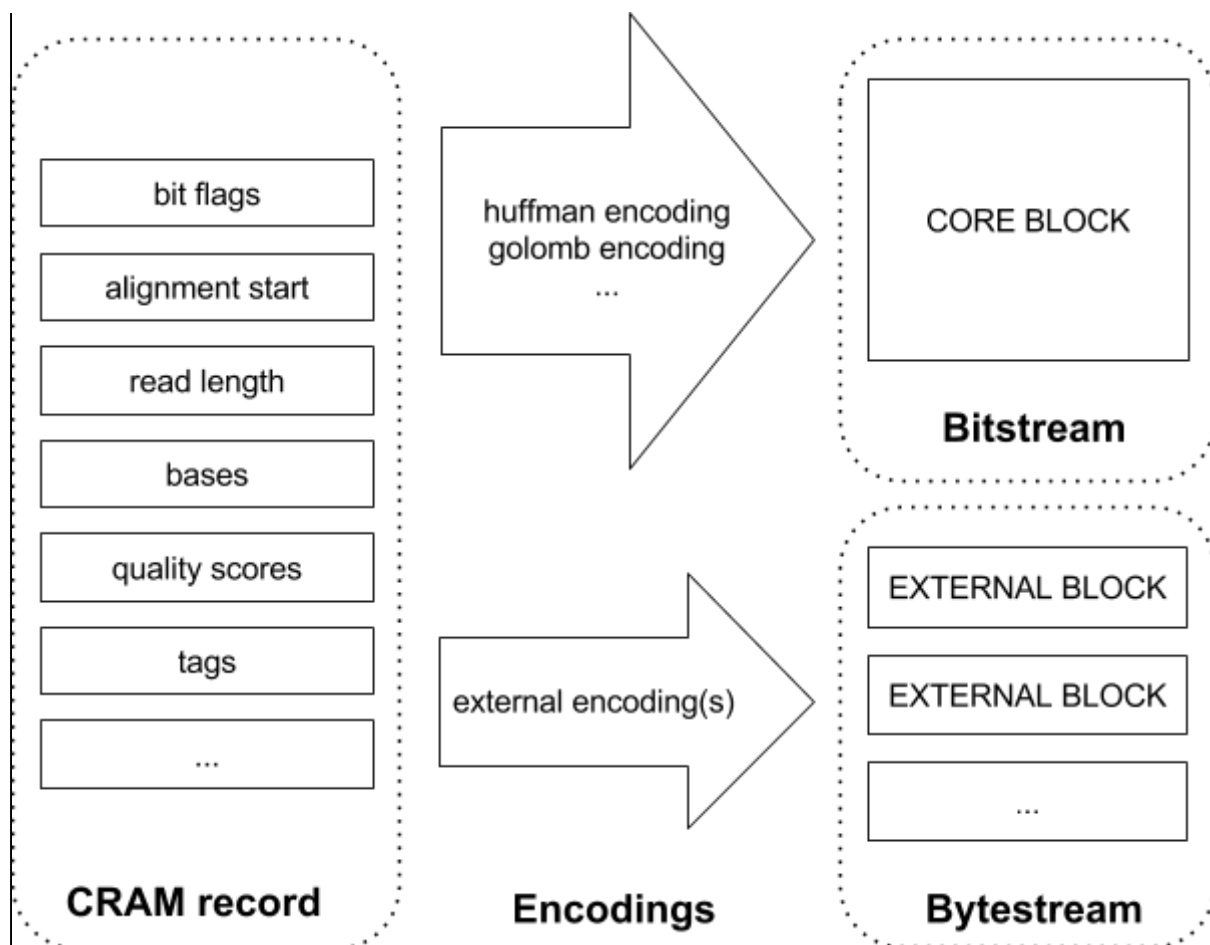 bit flags
alignment start
read length
bases
quality scores
tags
...
CRAM record
huffman encoding
golomb encoding
...
external encoding(s)
Encodings
CORE BLOCK
Bitstream
EXTERNAL BLOCK
EXTERNAL BLOCK
...
Bytestream